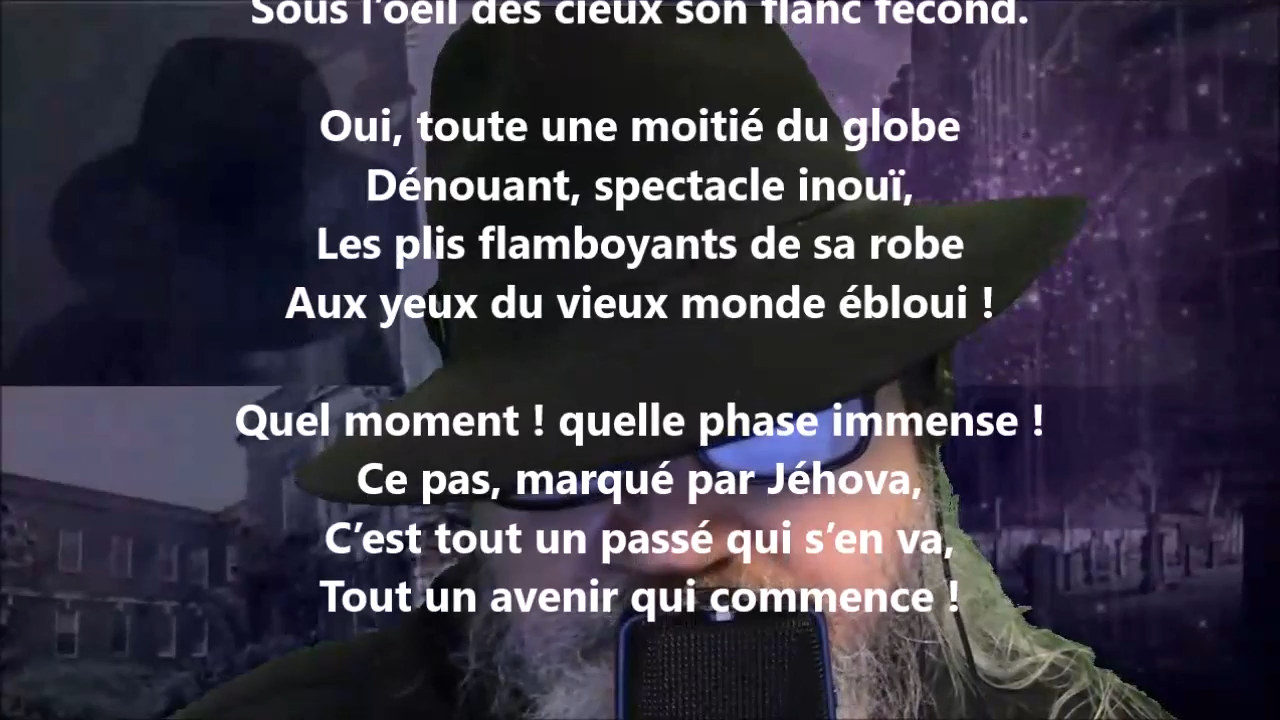 Sous l'oeil des cieux son flanc fécond.
Oui, toute une moitié du globe
Dénouant, spectacle inouï,
Les plis flamboyants de sa robe
Aux yeux du vieux monde ébloui !
Quel moment ! quelle phase immense !
Ce pas, marqué par Jéhova,
C’est tout un passé qui s’en va,
Tout un avenir qui commence !